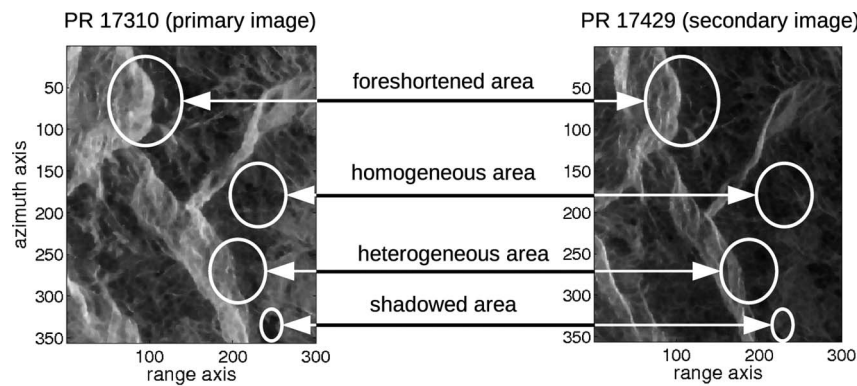 PR 17310 (primary image)
PR 17429 (secondary image)
foreshortened area
homogeneous area
heterogeneous area
shadowed area
azimuth axis
50
100
150
200
250
300
350
100
200
300
range axis
50
100
150
200
250
300
350
100
200
300
range axis